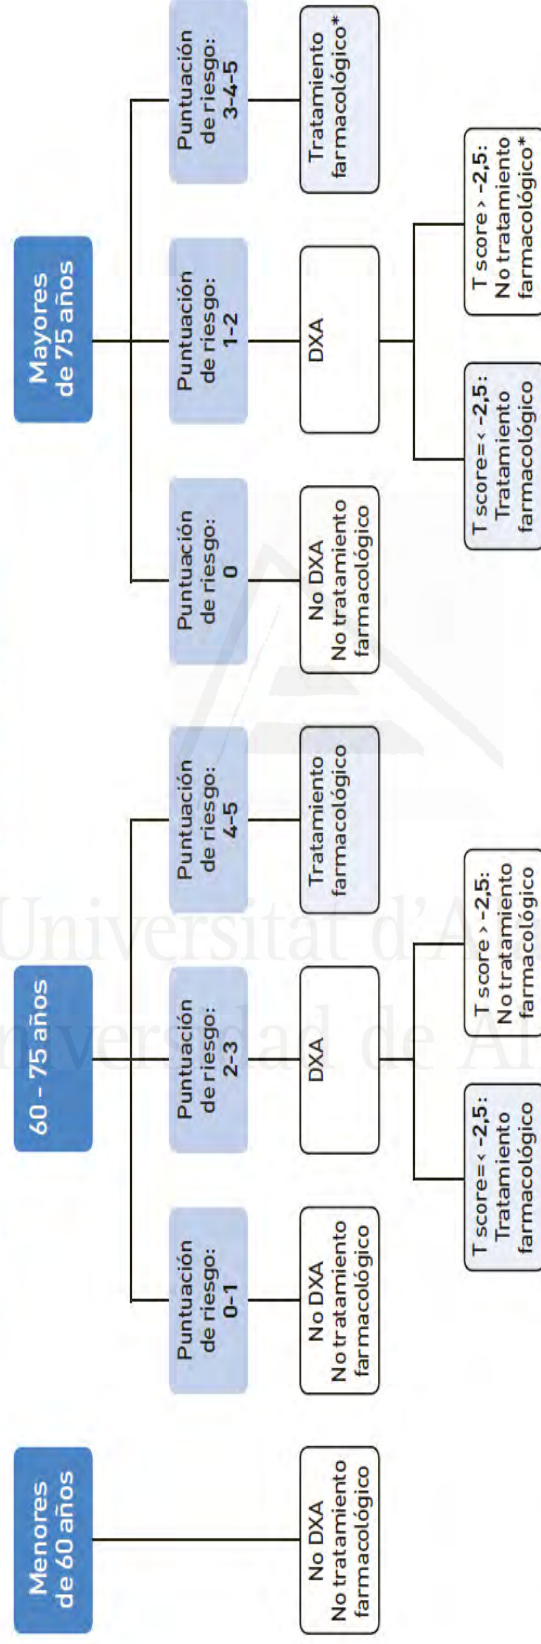 Menores
de 60 años
No DXA
No tratamiento
farmacológico
60 - 75 años
Puntuación
de riesgo:
0-1
No DXA
No tratamiento
farmacológico
Puntuación
de riesgo:
2-3
DXA
T score=< -2,5:
Tratamiento
farmacológico
T score > -2,5:
No tratamiento
farmacológico
Puntuación
de riesgo:
4-5
Tratamiento
farmacológico
Mayores
de 75 años
Puntuación
de riesgo:
0
No DXA
No tratamiento
farmacológico
Puntuación
de riesgo:
1-2
DXA
T score=< -2,5:
Tratamiento
farmacológico
T score > -2,5:
No tratamiento
farmacológico*
Puntuación
de riesgo:
3-4-5
Tratamiento
farmacológico*
Universitat d'A
niversidad de Al